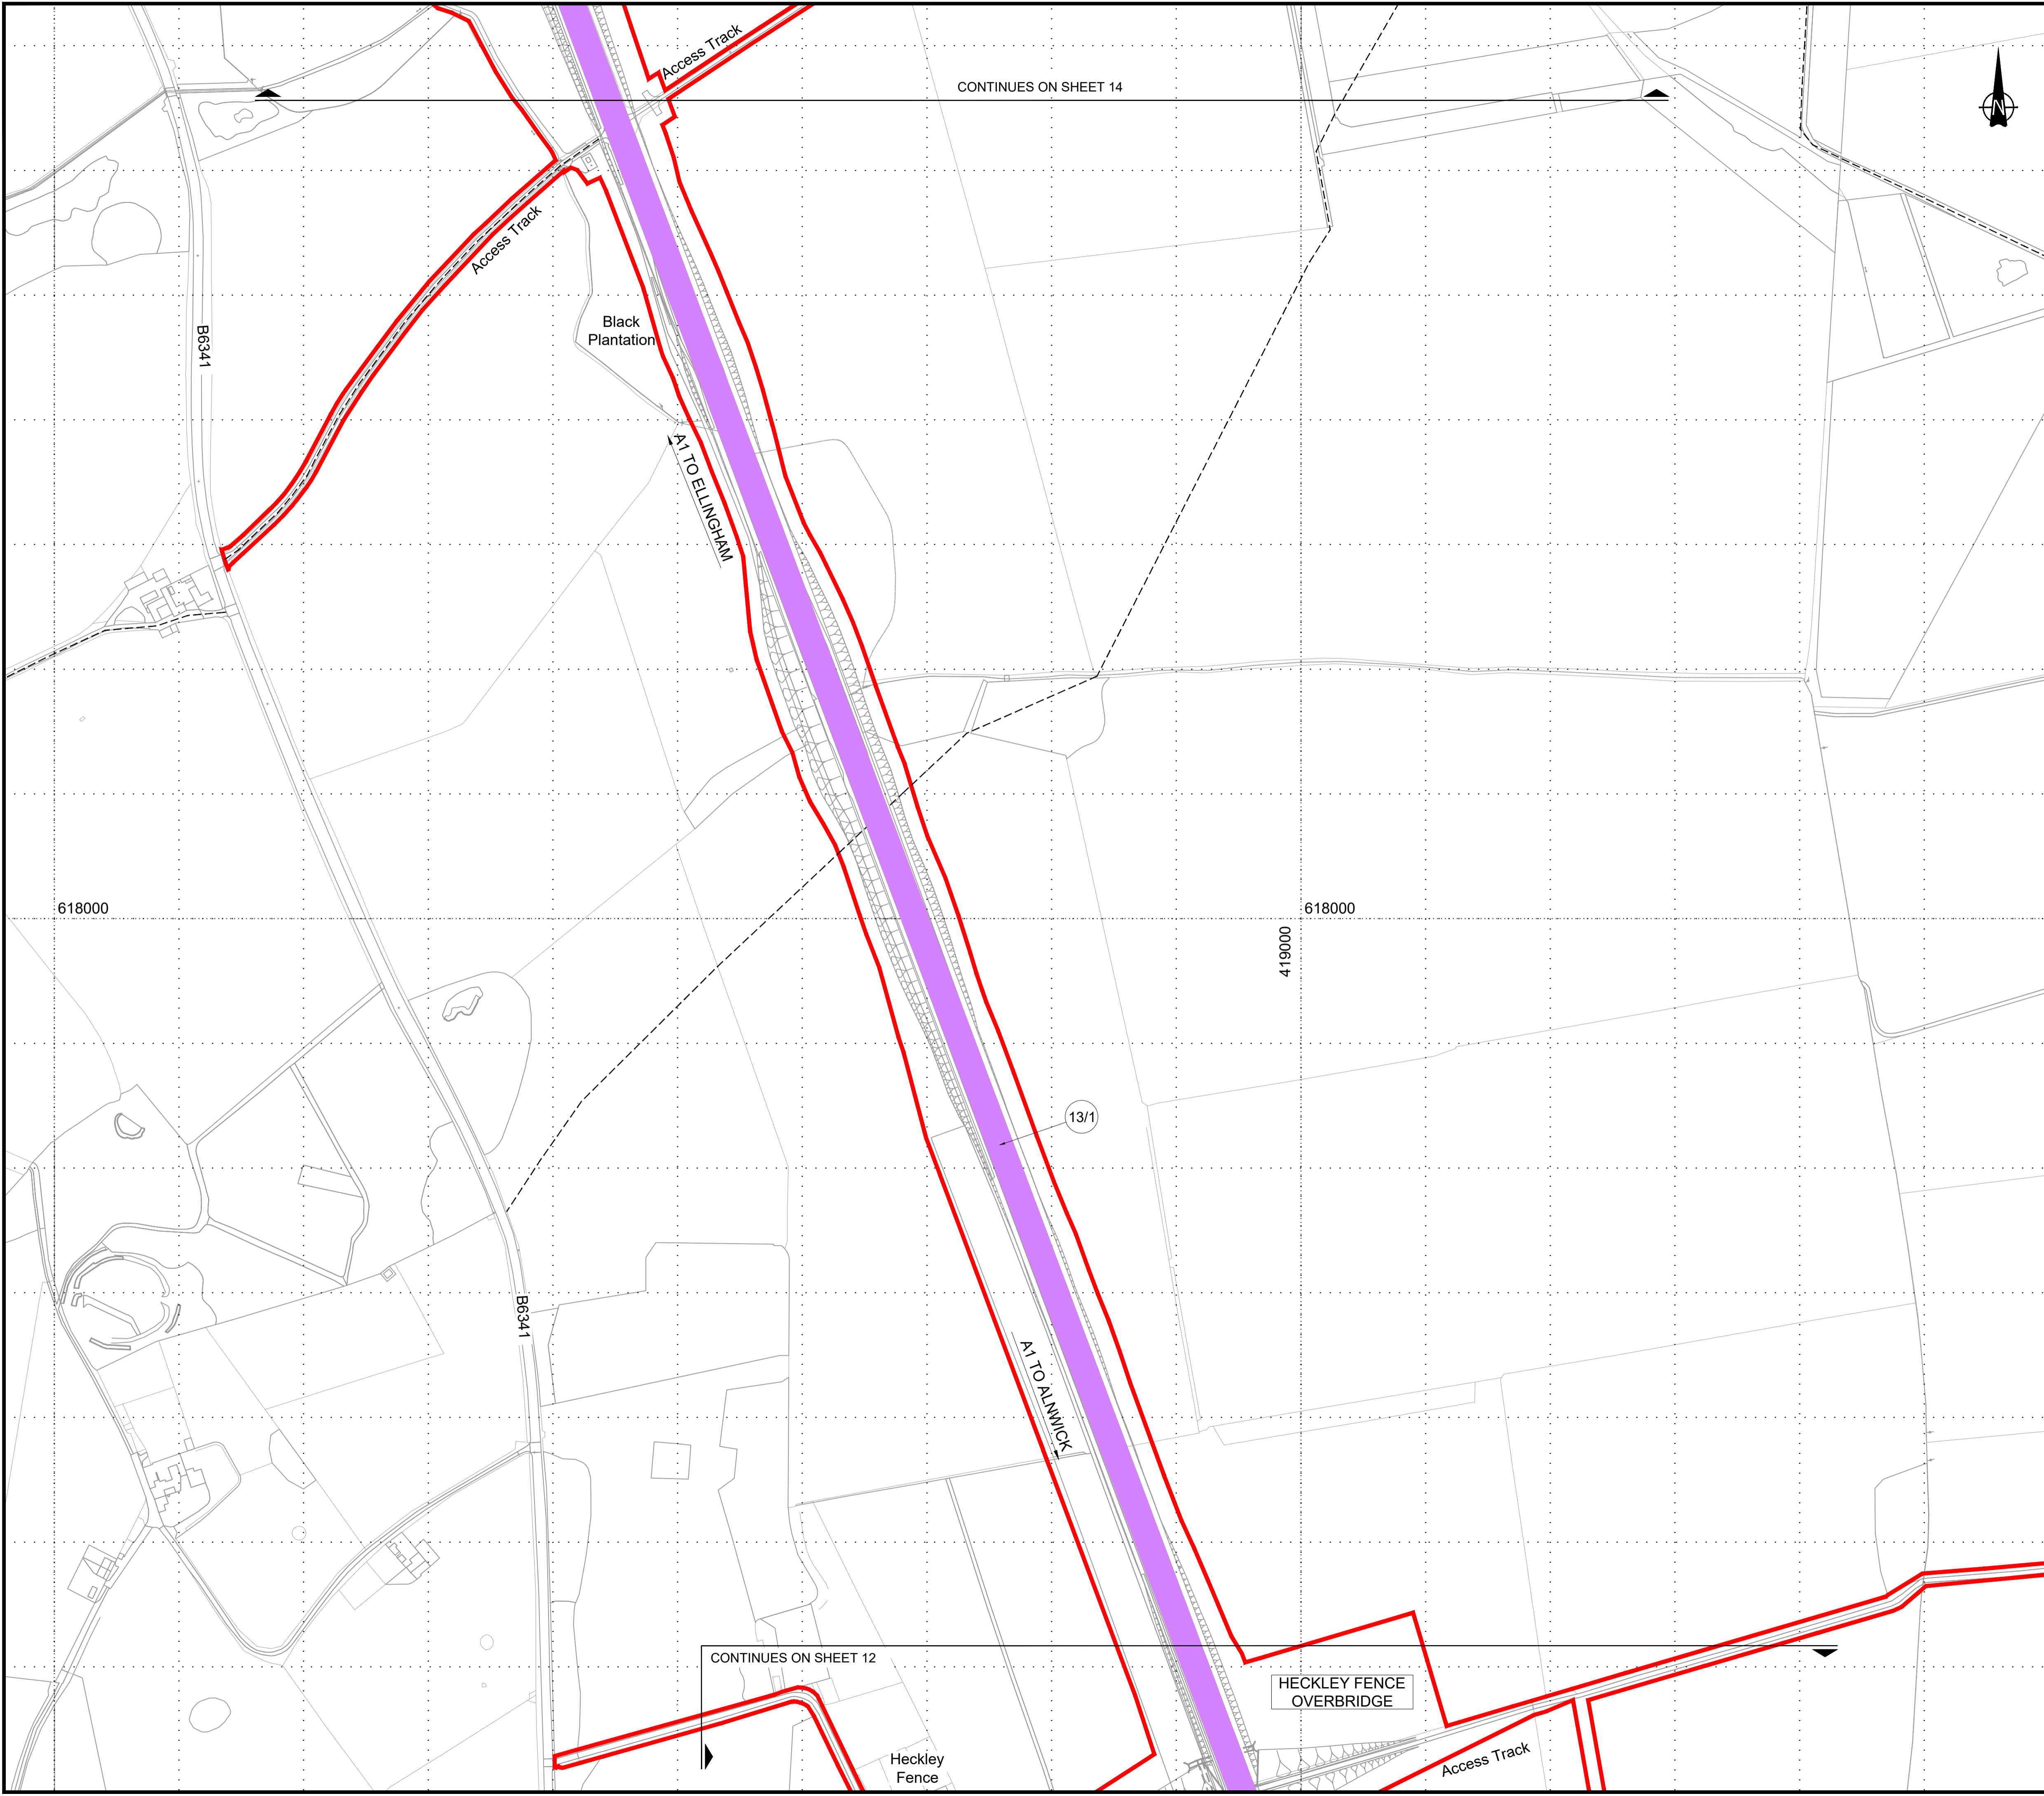 Access Track
CONTINUES ON SHEET 14
N
Access Track
B6341
Black
Plantation
A1 TO ELLINGHAM
618000
618000
419000
13/1
B6341
A1 TO ALNWICK
CONTINUES ON SHEET 12
HECKLEY FENCE
OVERBRIDGE
Heckley
Fence
Access Track